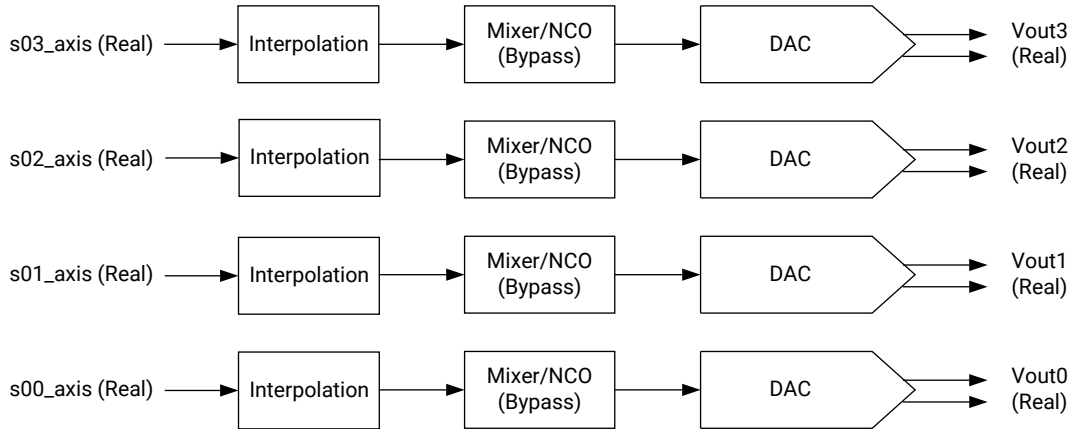 s03_axis (Real)
Interpolation
Mixer/NCO
(Bypass)
DAC
Vout3
(Real)
s02_axis (Real)
Interpolation
Mixer/NCO
(Bypass)
DAC
Vout2
(Real)
s01_axis (Real)
Interpolation
Mixer/NCO
(Bypass)
DAC
Vout1
(Real)
s00_axis (Real)
Interpolation
Mixer/NCO
(Bypass)
DAC
Vout0
(Real)